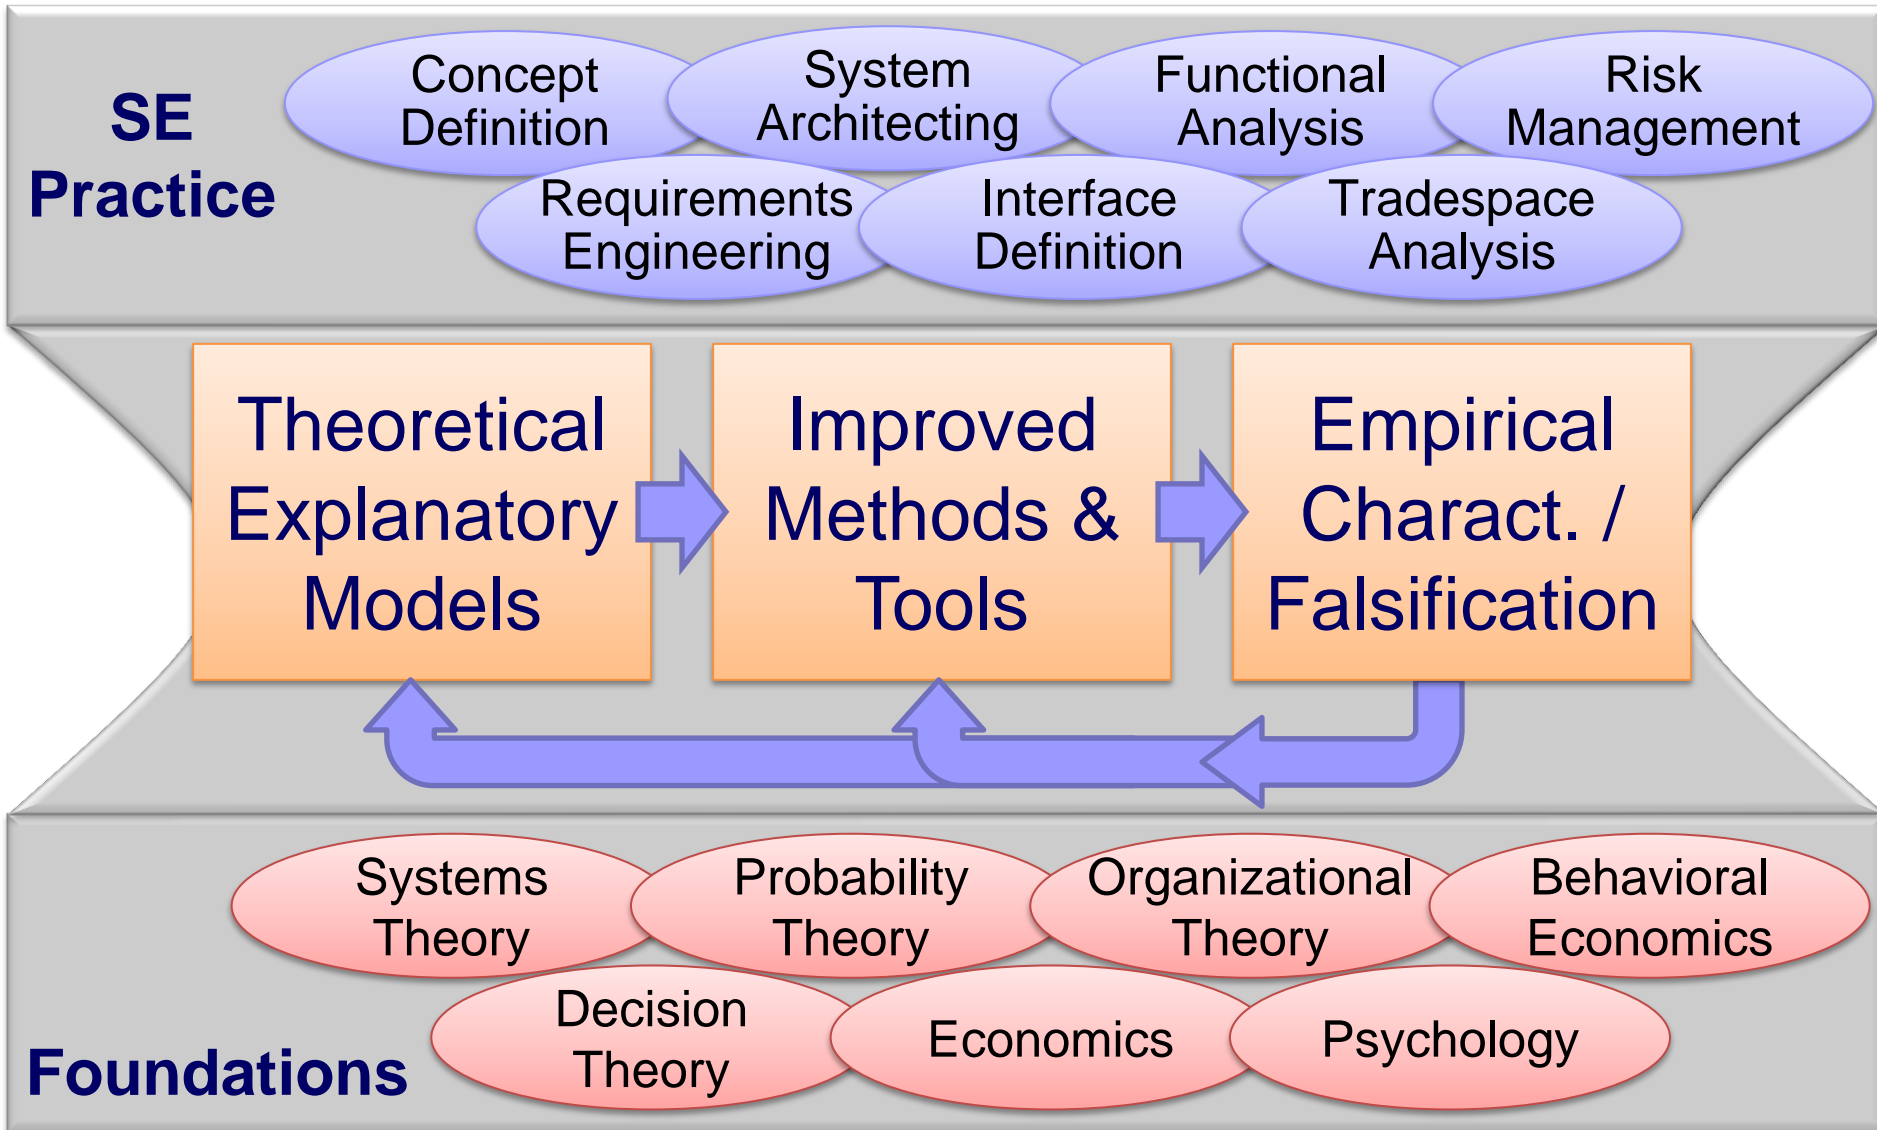 SE
Practice
Concept
Definition
System
Architecting
Functional
Analysis
Risk
Management
Requirements
Engineering
Interface
Definition
Tradespace
Analysis
Theoretical
Explanatory
Models
Improved
Methods &
Tools
Empirical
Charact. /
Falsification
Systems
Theory
Probability
Theory
Organizational
Theory
Behavioral
Economics
Decision
Theory
Economics
Psychology
Foundations